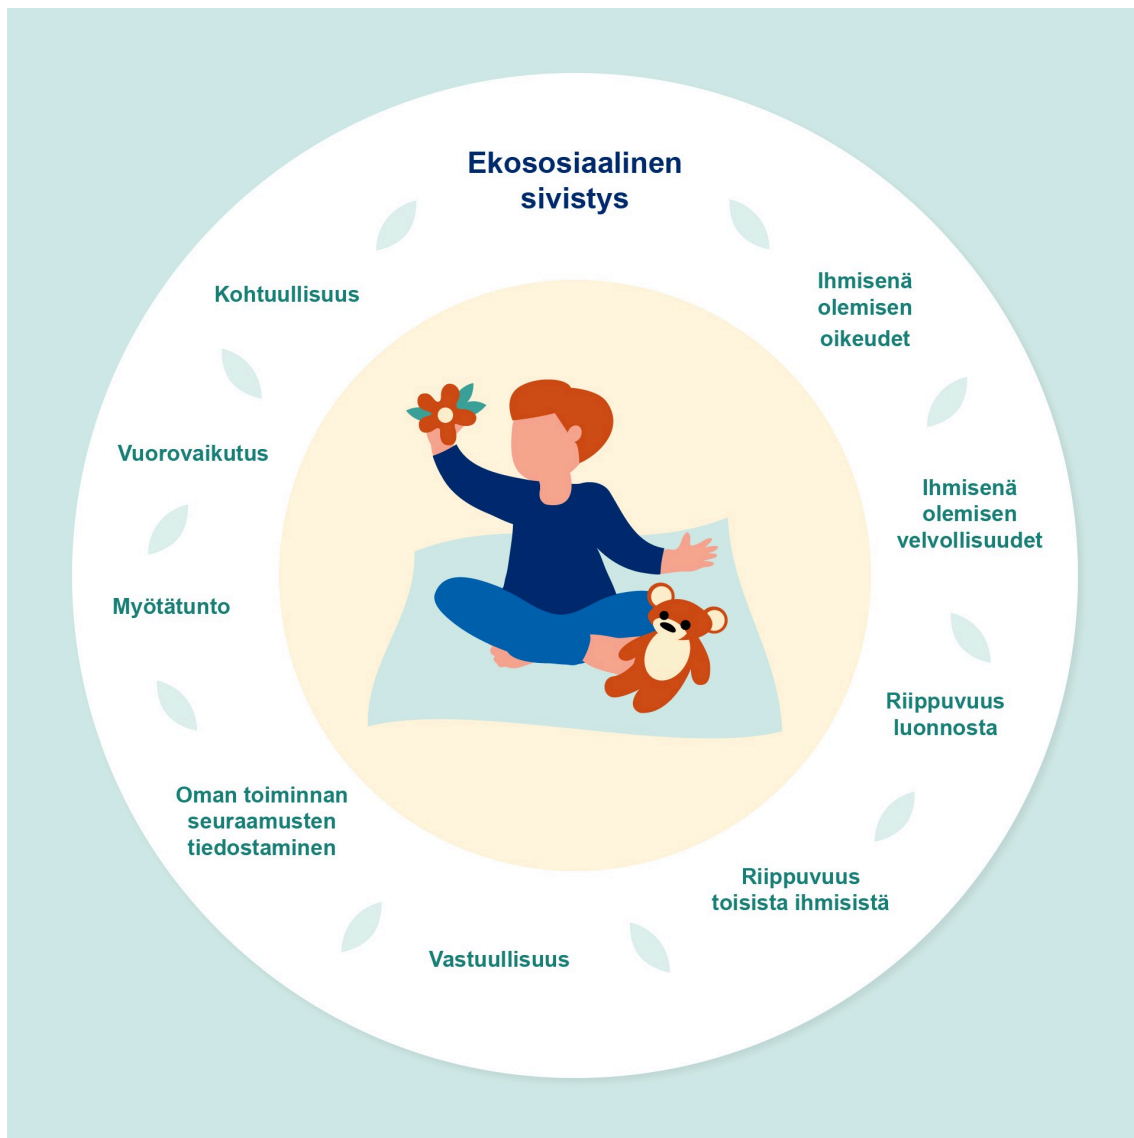 Ekososiaalinen
sivistys
Ihmisenä
olemisen
oikeudet
Ihmisenä
olemisen
velvollisuudet
Riippuvuus
luonnosta
Riippuvuus
toisista ihmisistä
Vastuullisuus
Oman toiminnan
seuraamusten
tiedostaminen
Myötätunto
Vuorovaikutus
Kohtuullisuus